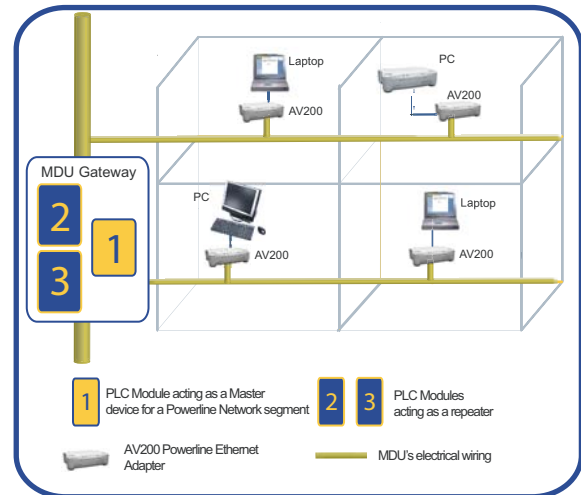 Laptop
AV200
PC
AV200
MDU Gateway
2
3
1
PC
AV200
Laptop
AV200
1
PLC Module acting as a Master
device for a Powerline Network segment
2
3
PLC Modules
acting as a repeater
AV200 Powerline Ethernet
Adapter
MDU's electrical wiring